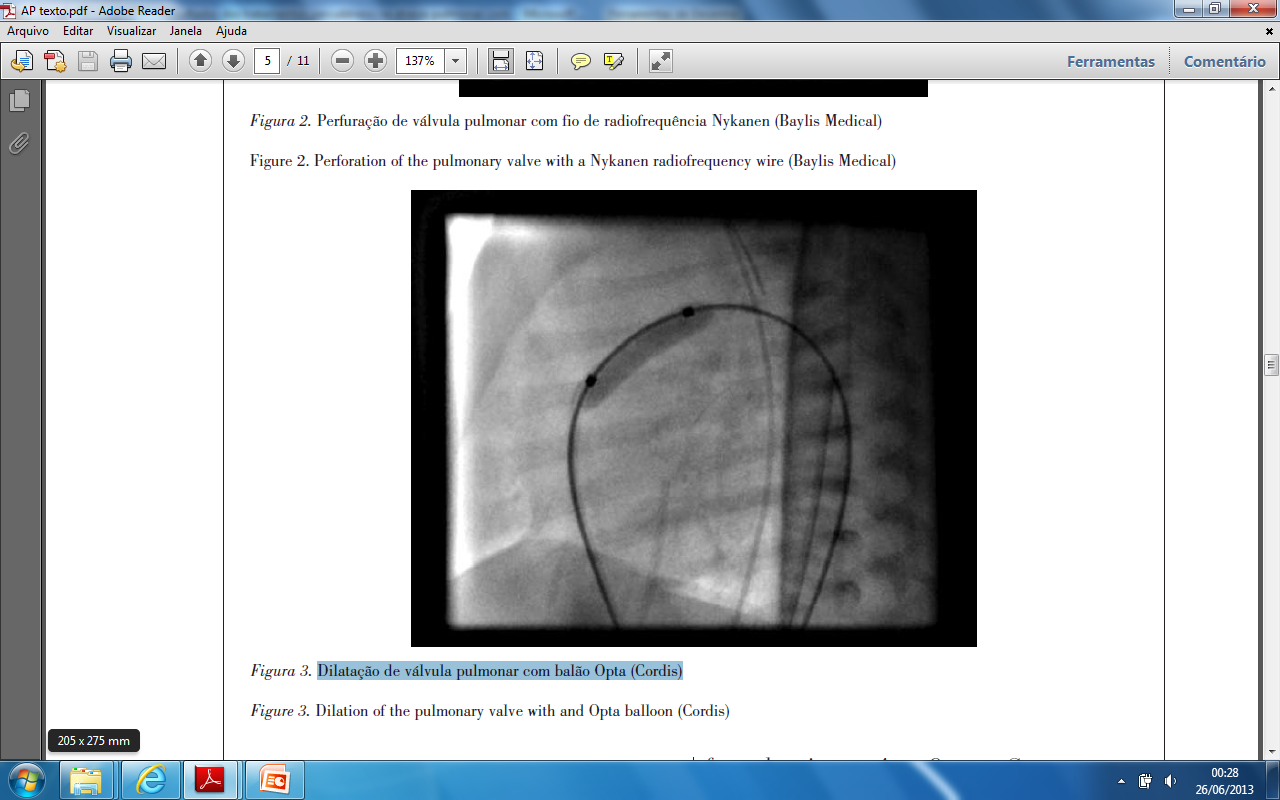 AP texto.pdf - Adobe Reader
Arquivo Editar Visualizar Janela Ajuda
5 / 11 137% Ferramentas Comentário
Figura 2. Perfuração de válvula pulmonar com fio de radiofrequência Nykanen (Baylis Medical)
Figure 2. Perforation of the pulmonary valve with a Nykanen radiofrequency wire (Baylis Medical)
Figura 3. Dilatação de válvula pulmonar com balão Opta (Cordis)
Figure 3. Dilation of the pulmonary valve with and Opta balloon (Cordis)
205 x 275 mm
00:28
26/06/2013